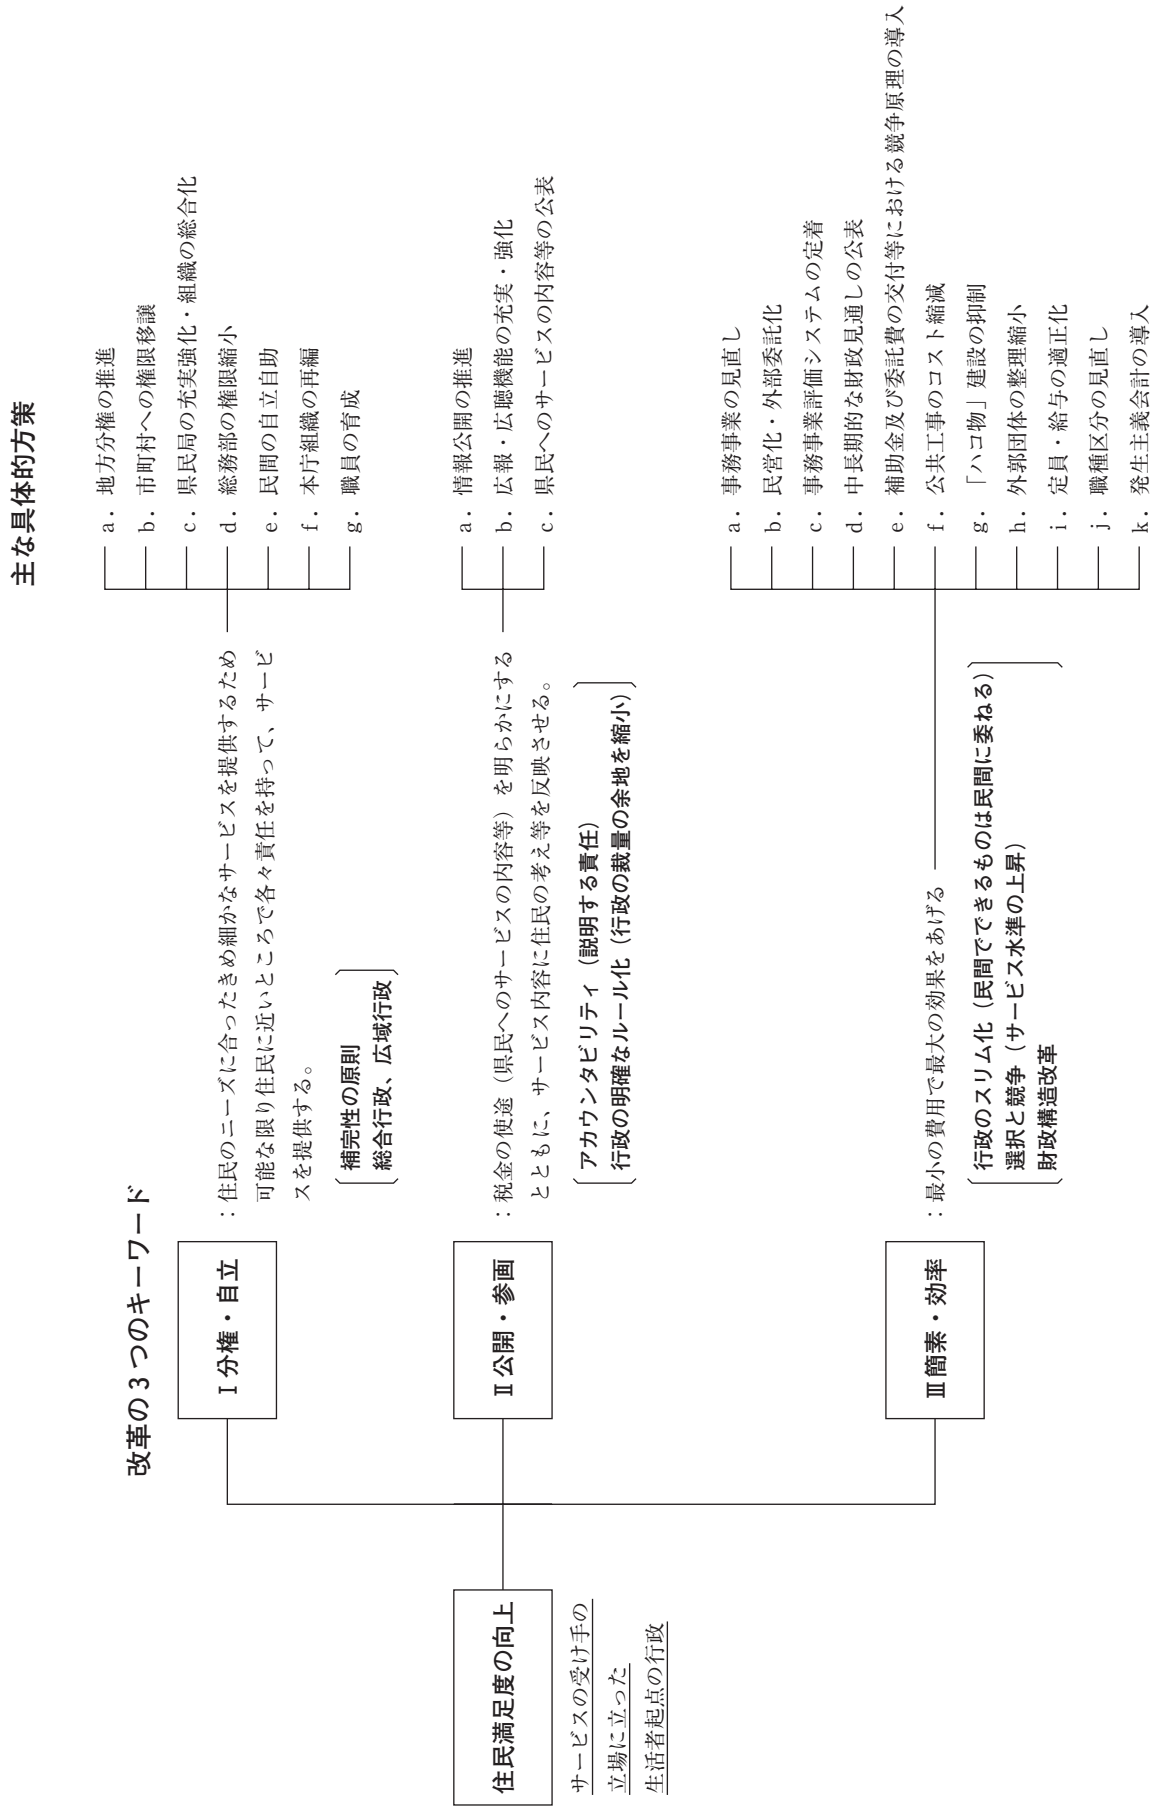 主な具体的方策
改革の3つのキーワード
住民満足度の向上
サービスの受け手の
立場に立った
生活者起点の行政
Ⅰ分権・自立
：住民のニーズに合ったきめ細かなサービスを提供するため
可能な限り住民に近いところで各々責任を持って、サービ
スを提供する。
補完性の原則
総合行政、広域行政
a．地方分権の推進
b．市町村への権限移譲
c．県民局の充実強化・組織の総合化
d．総務部の権限縮小
e．民間の自立自助
f．本庁組織の再編
g．職員の育成
Ⅱ公開・参画
：税金の使途（県民へのサービスの内容等）を明らかにする
とともに、サービス内容に住民の考え等を反映させる。
アカウンタビリティ（説明する責任）
行政の明確なルール化（行政の裁量の余地を縮小）
a．情報公開の推進
b．広報・広聴機能の充実・強化
c．県民へのサービスの内容等の公表
Ⅲ簡素・効率
：最小の費用で最大の効果をあげる
行政のスリム化（民間でできるものは民間に委ねる）
選択と競争（サービス水準の上昇）
財政構造改革
a．事務事業の見直し
b．民営化・外部委託化
c．事務事業評価システムの定着
d．中長期的な財政見通しの公表
e．補助金及び委託費の交付等における競争原理の導入
f．公共工事のコスト縮減
g．「ハコ物」建設の抑制
h．外郭団体の整理縮小
i．定員・給与の適正化
j．職種区分の見直し
k．発生主義会計の導入